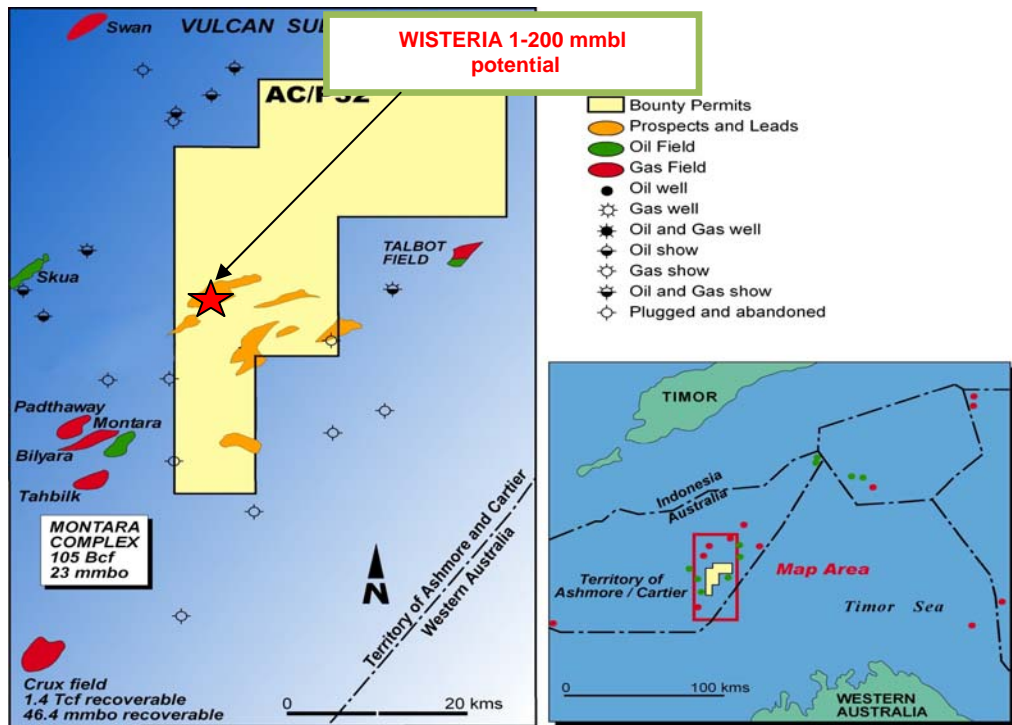 Swan
VULCAN SU
WISTERIA 1-200 mmbl
potential
AC/P32
TALBOT
FIELD
Skua
Padthaway
Montara
Bilyara
Tahbilk
MONTARA
COMPLEX
105 Bcf
23 mmbo
N
Territory of Ashmore and Cartier
Western Australia
Crux field
1.4 Tcf recoverable
46.4 mmbo recoverable
0 20 kms
Bounty Permits
Prospects and Leads
Oil Field
Gas Field
Oil well
Gas well
Oil and Gas well
Oil show
Gas show
Oil and Gas show
Plugged and abandoned
TIMOR
Indonesia
Australia
Map Area
Territory of
Ashmore / Cartier
Timor Sea
0 100 kms
WESTERN
AUSTRALIA